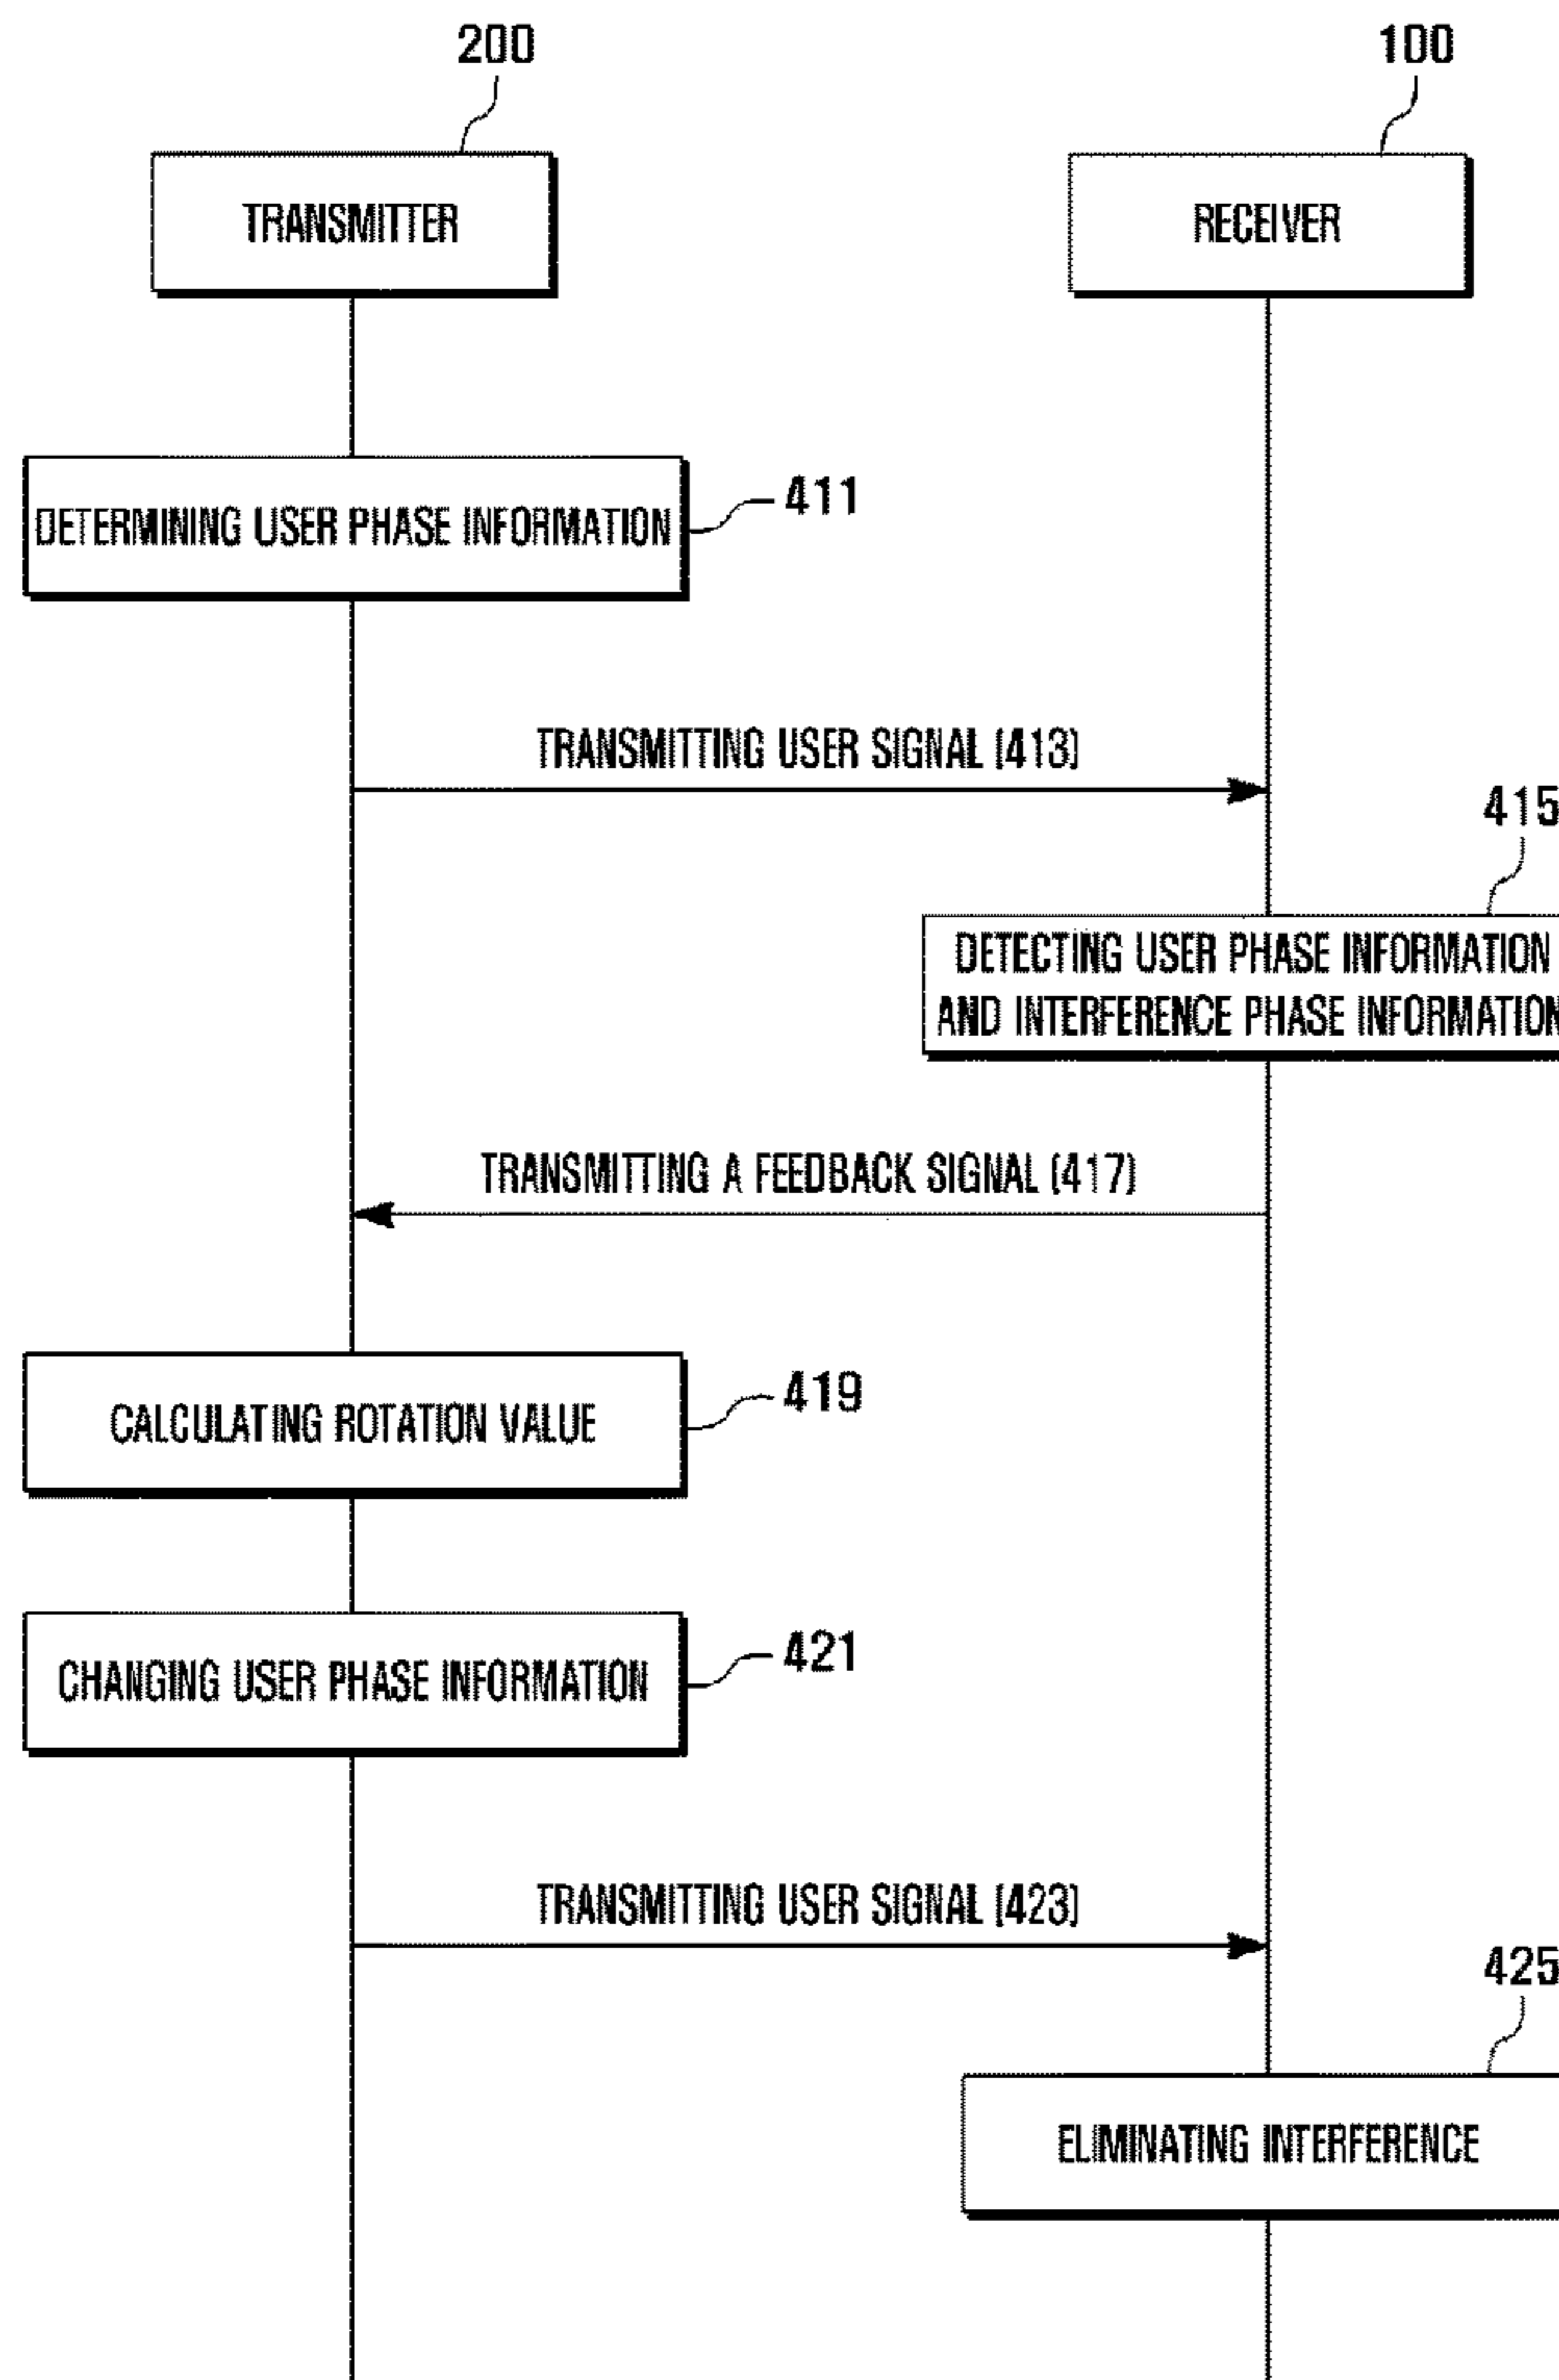 200
100
TRANSMITTER
RECEIVER
DETERMINING USER PHASE INFORMATION
411
TRANSMITTING USER SIGNAL (413)
415
DETECTING USER PHASE INFORMATION
AND INTERFERENCE PHASE INFORMATION
TRANSMITTING A FEEDBACK SIGNAL (417)
CALCULATING ROTATION VALUE
419
CHANGING USER PHASE INFORMATION
421
TRANSMITTING USER SIGNAL (423)
425
ELIMINATING INTERFERENCE